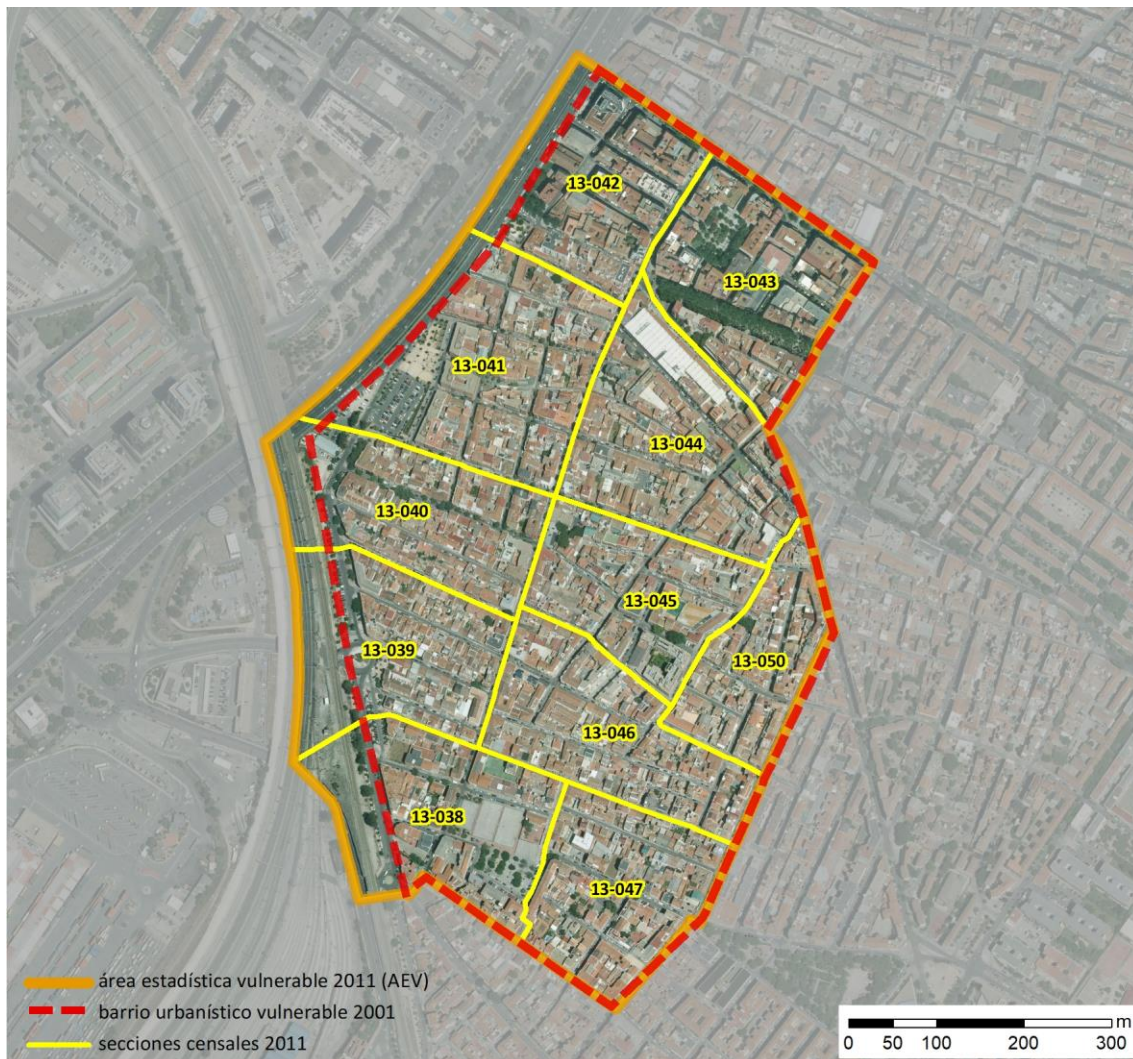 13-042
13-043
13-041
13-044
13-040
13-045
13-039
13-050
13-046
13-038
13-047
área estadística vulnerable 2011 (AEV)
barrio urbanístico vulnerable 2001
secciones censales 2011
m
0 50 100 200 300